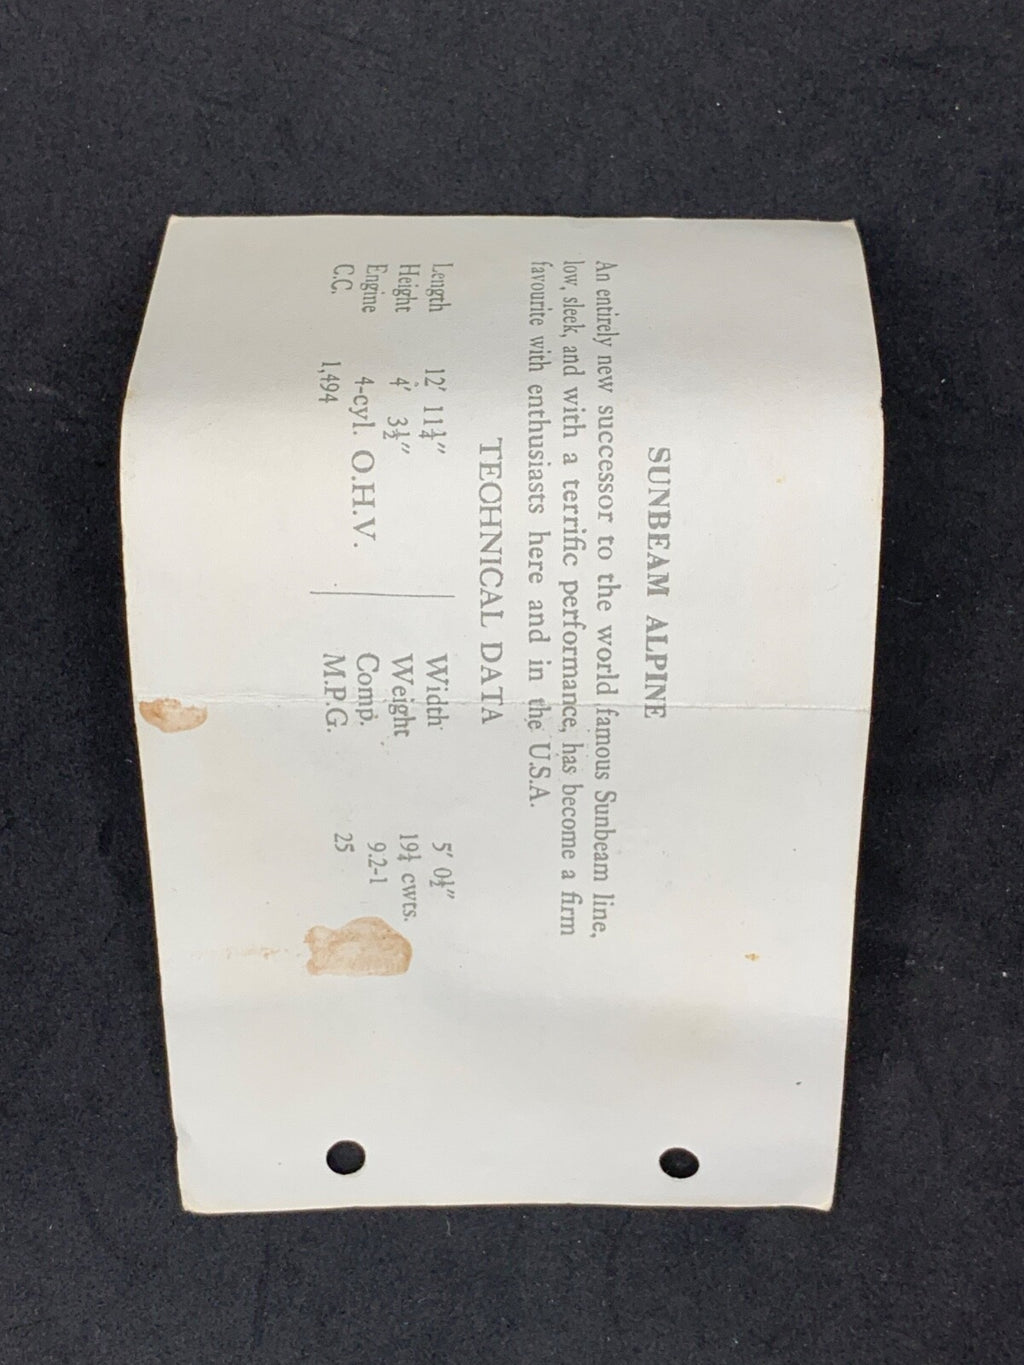 SUNBEAM ALPINE
An entirely new successor to the world famous Sunbeam line,
low, sleek, and with a terrific performance, has become a firm
favourite with enthusiasts here and in the U.S.A.
TECHNICAL DATA
Length 12' 11¼" Width 5' 0½"
Height 4' 3½" Weight 19¼ cwts.
Engine 4-cyl. O.H.V. Comp. 9.2-1
C.C. 1,494 M.P.G. 25